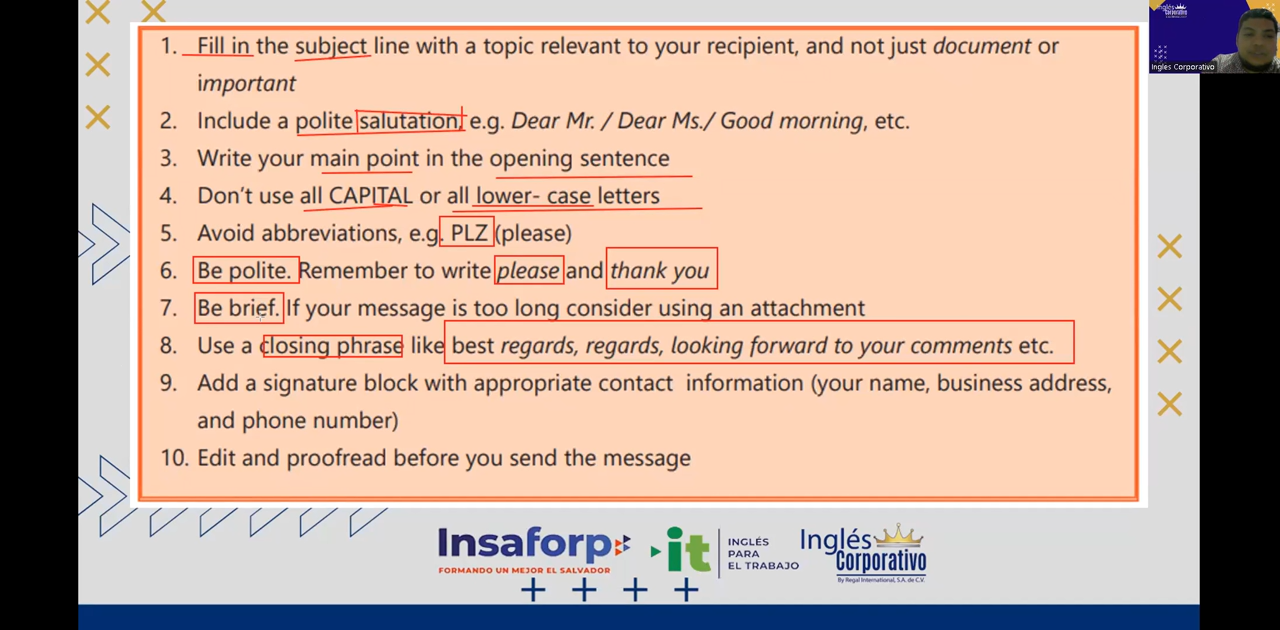 1. Fill in the subject line with a topic relevant to your recipient, and not just document or
important
2. Include a polite salutation, e.g. Dear Mr. / Dear Ms./ Good morning, etc.
3. Write your main point in the opening sentence
4. Don't use all CAPITAL or all lower- case letters
5. Avoid abbreviations, e.g. PLZ (please)
6. Be polite. Remember to write please and thank you
7. Be brief. If your message is too long consider using an attachment
8. Use a closing phrase like best regards, regards, looking forward to your comments etc.
9. Add a signature block with appropriate contact information (your name, business address,
and phone number)
10. Edit and proofread before you send the message
Inglés Corporativo
Insaforp
FORMANDO UN MEJOR EL SALVADOR
it
INGLÉS
PARA
EL TRABAJO
Inglés
Corporativo
By Regal International, S.A. de C.V.